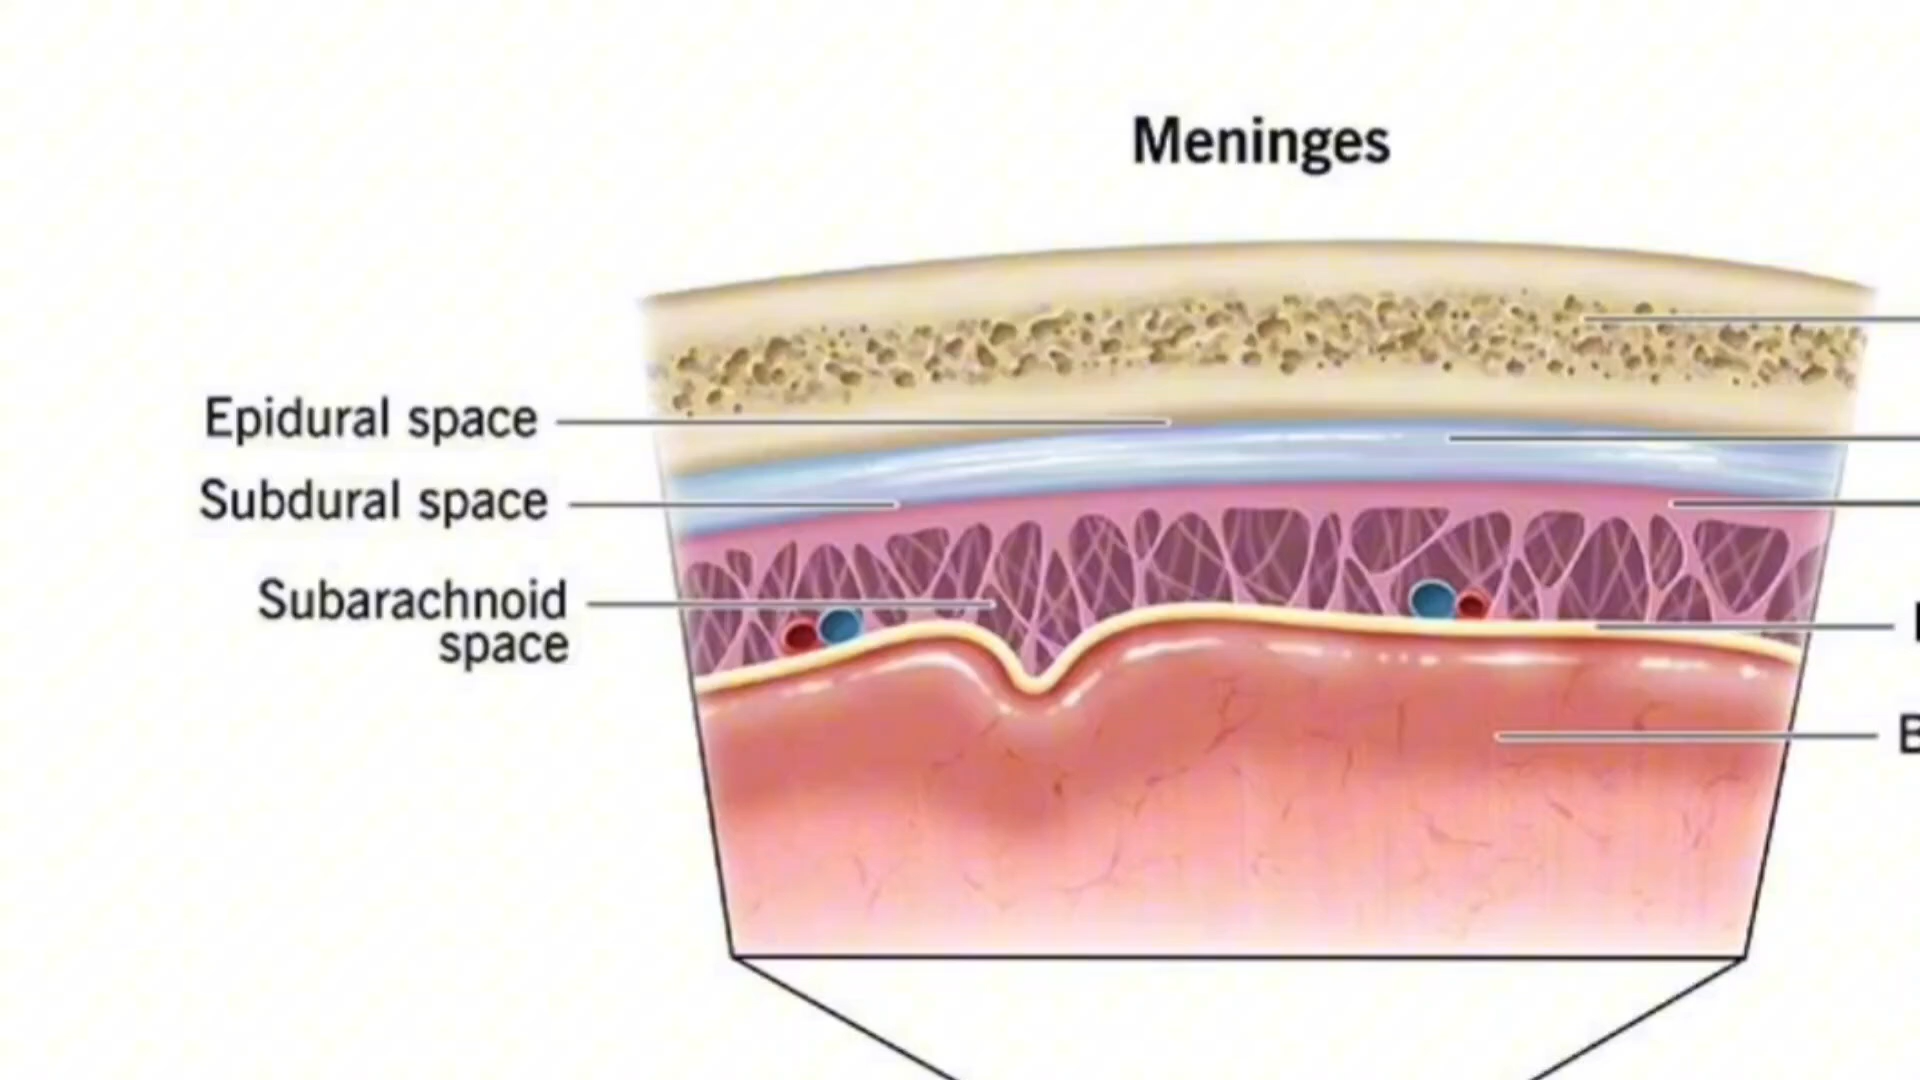 Meninges
Epidural space
Subdural space
Subarachnoid
space